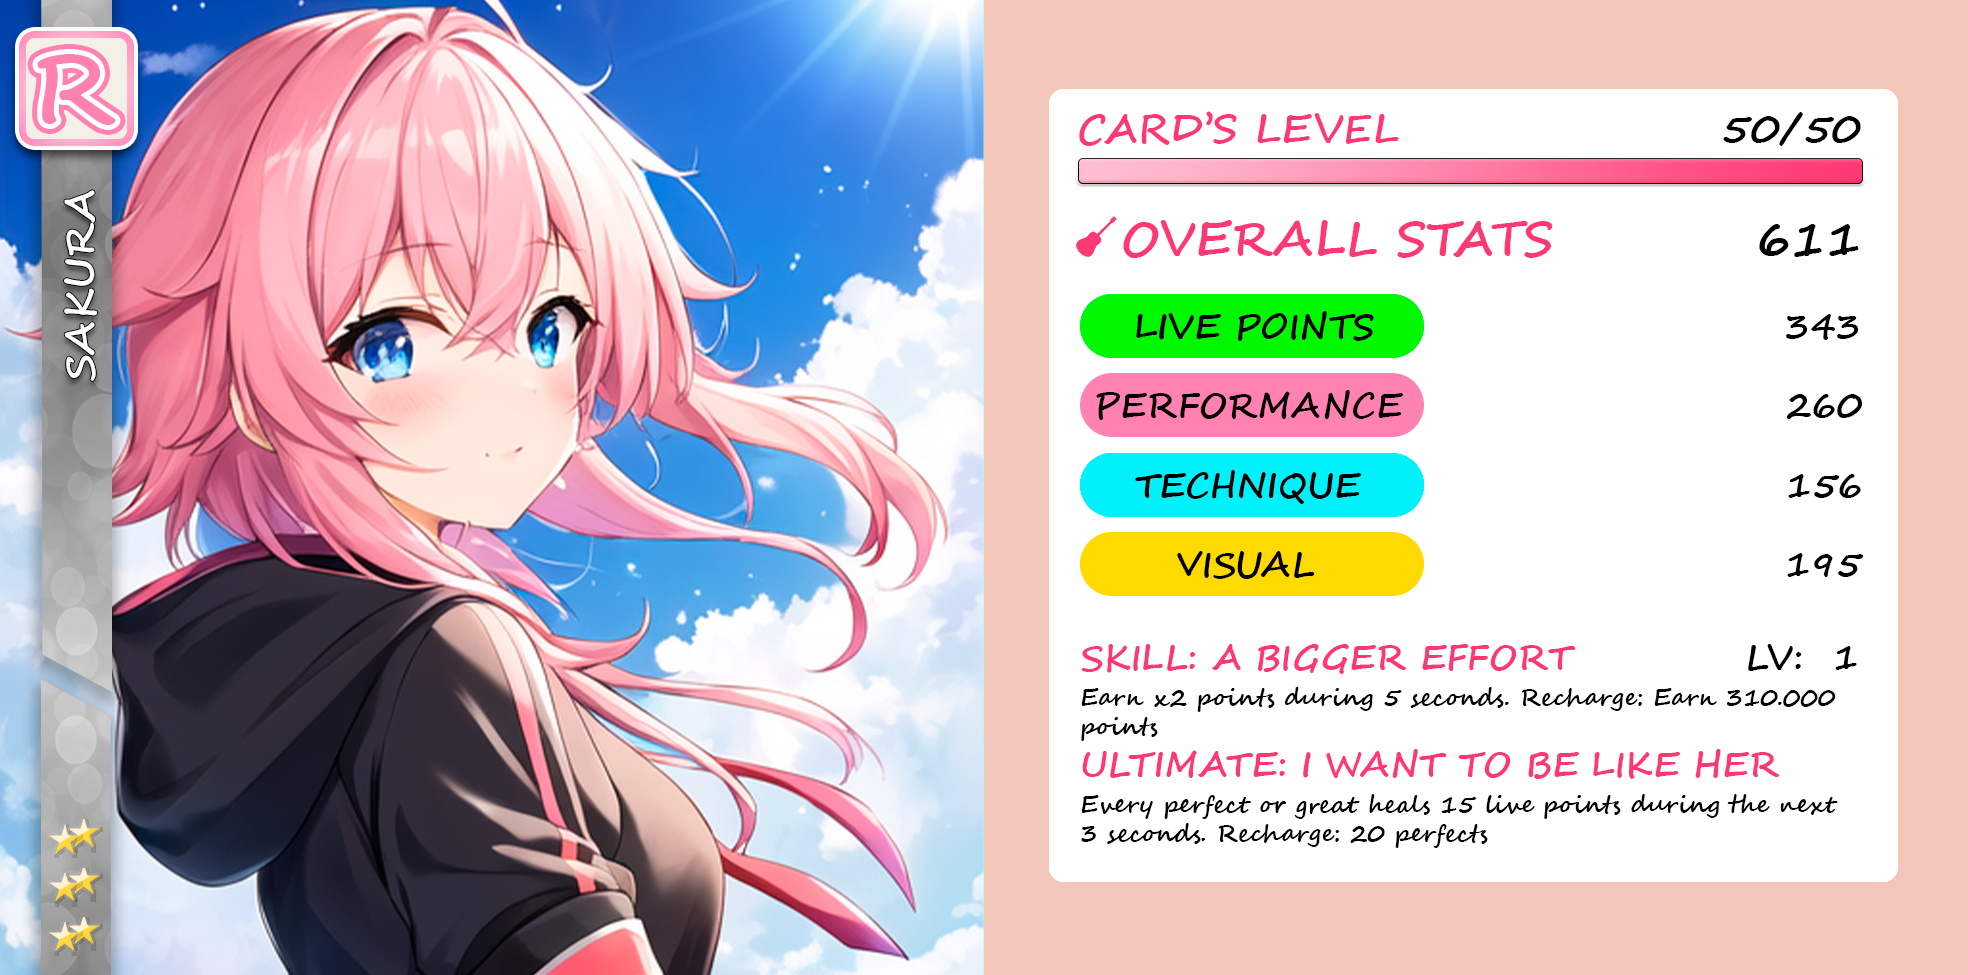 R
SAKURA
CARD'S LEVEL 50/50
OVERALL STATS 611
LIVE POINTS 343
PERFORMANCE 260
TECHNIQUE 156
VISUAL 195
SKILL: A BIGGER EFFORT LV: 1
Earn x2 points during 5 seconds. Recharge: Earn 310.000
points
ULTIMATE: I WANT TO BE LIKE HER
Every perfect or great heals 15 live points during the next
3 seconds. Recharge: 20 perfects